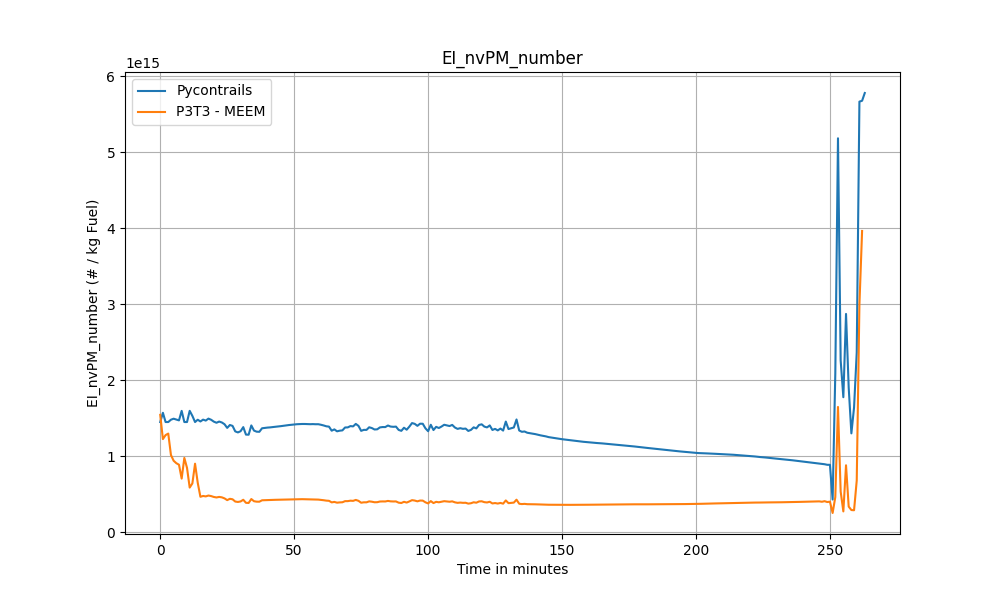 EI_nvPM_number
1e15
Pycontrails
P3T3 - MEEM
6
5
4
3
2
1
0
EI_nvPM_number (# / kg Fuel)
0 50 100 150 200 250
Time in minutes